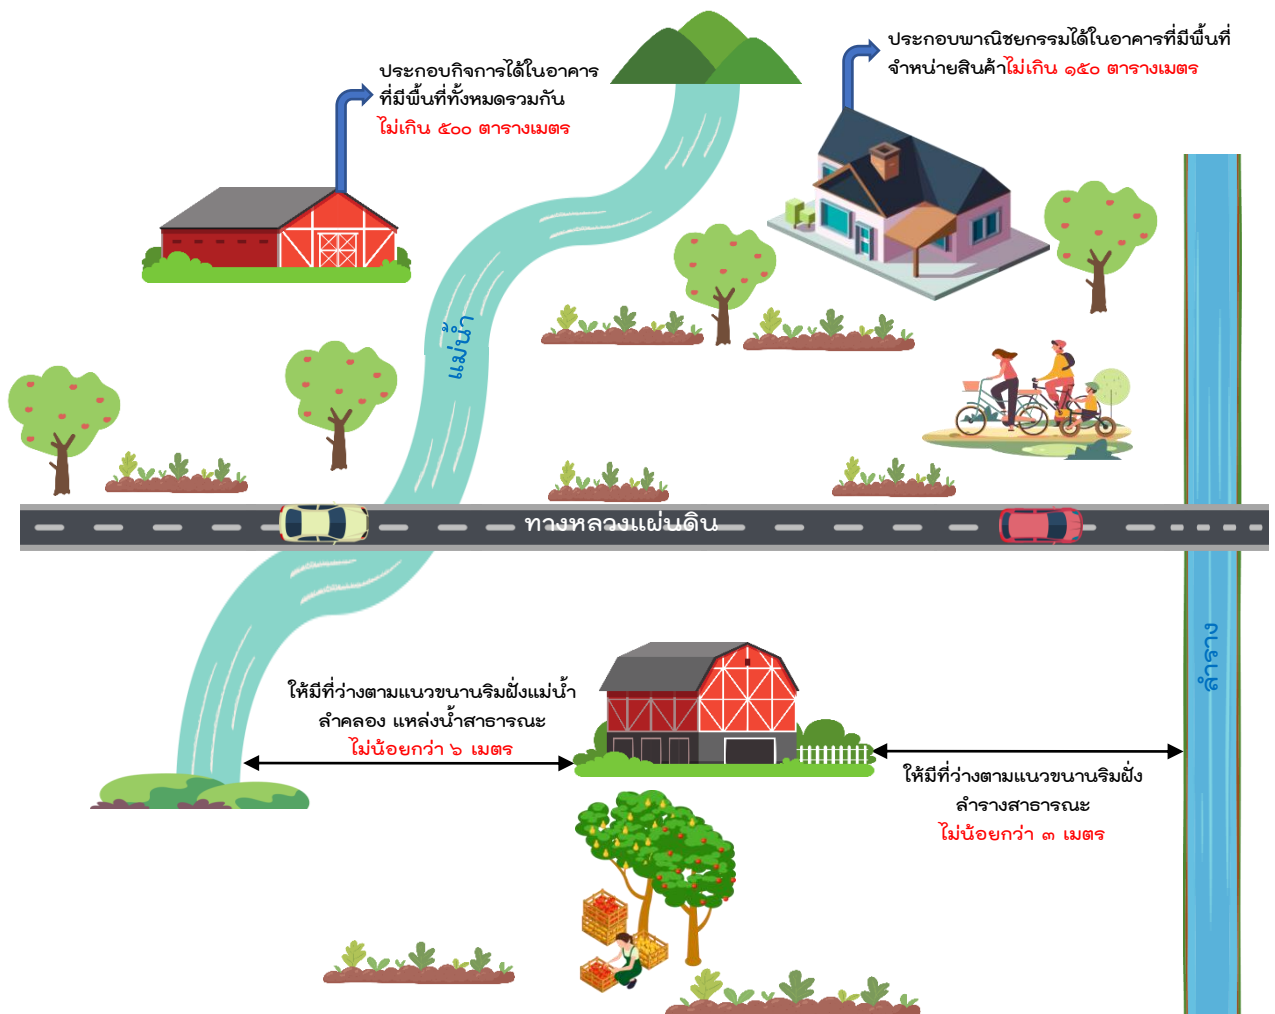 ประกอบกิจการได้ในอาคาร
ที่มีพื้นที่ทั้งหมดรวมกัน
ไม่เกิน ๕๐๐ ตารางเมตร
ประกอบพาณิชยกรรมได้ในอาคารที่มีพื้นที่
จำหน่ายสินค้าไม่เกิน ๑๕๐ ตารางเมตร
แม่น้ำ
ทางหลวงแผ่นดิน
ลำราง
ให้มีที่ว่างตามแนวขนานริมฝั่งแม่น้ำ
ลำคลอง แหล่งน้ำสาธารณะ
ไม่น้อยกว่า ๖ เมตร
ให้มีที่ว่างตามแนวขนานริมฝั่ง
ลำรางสาธารณะ
ไม่น้อยกว่า ๓ เมตร